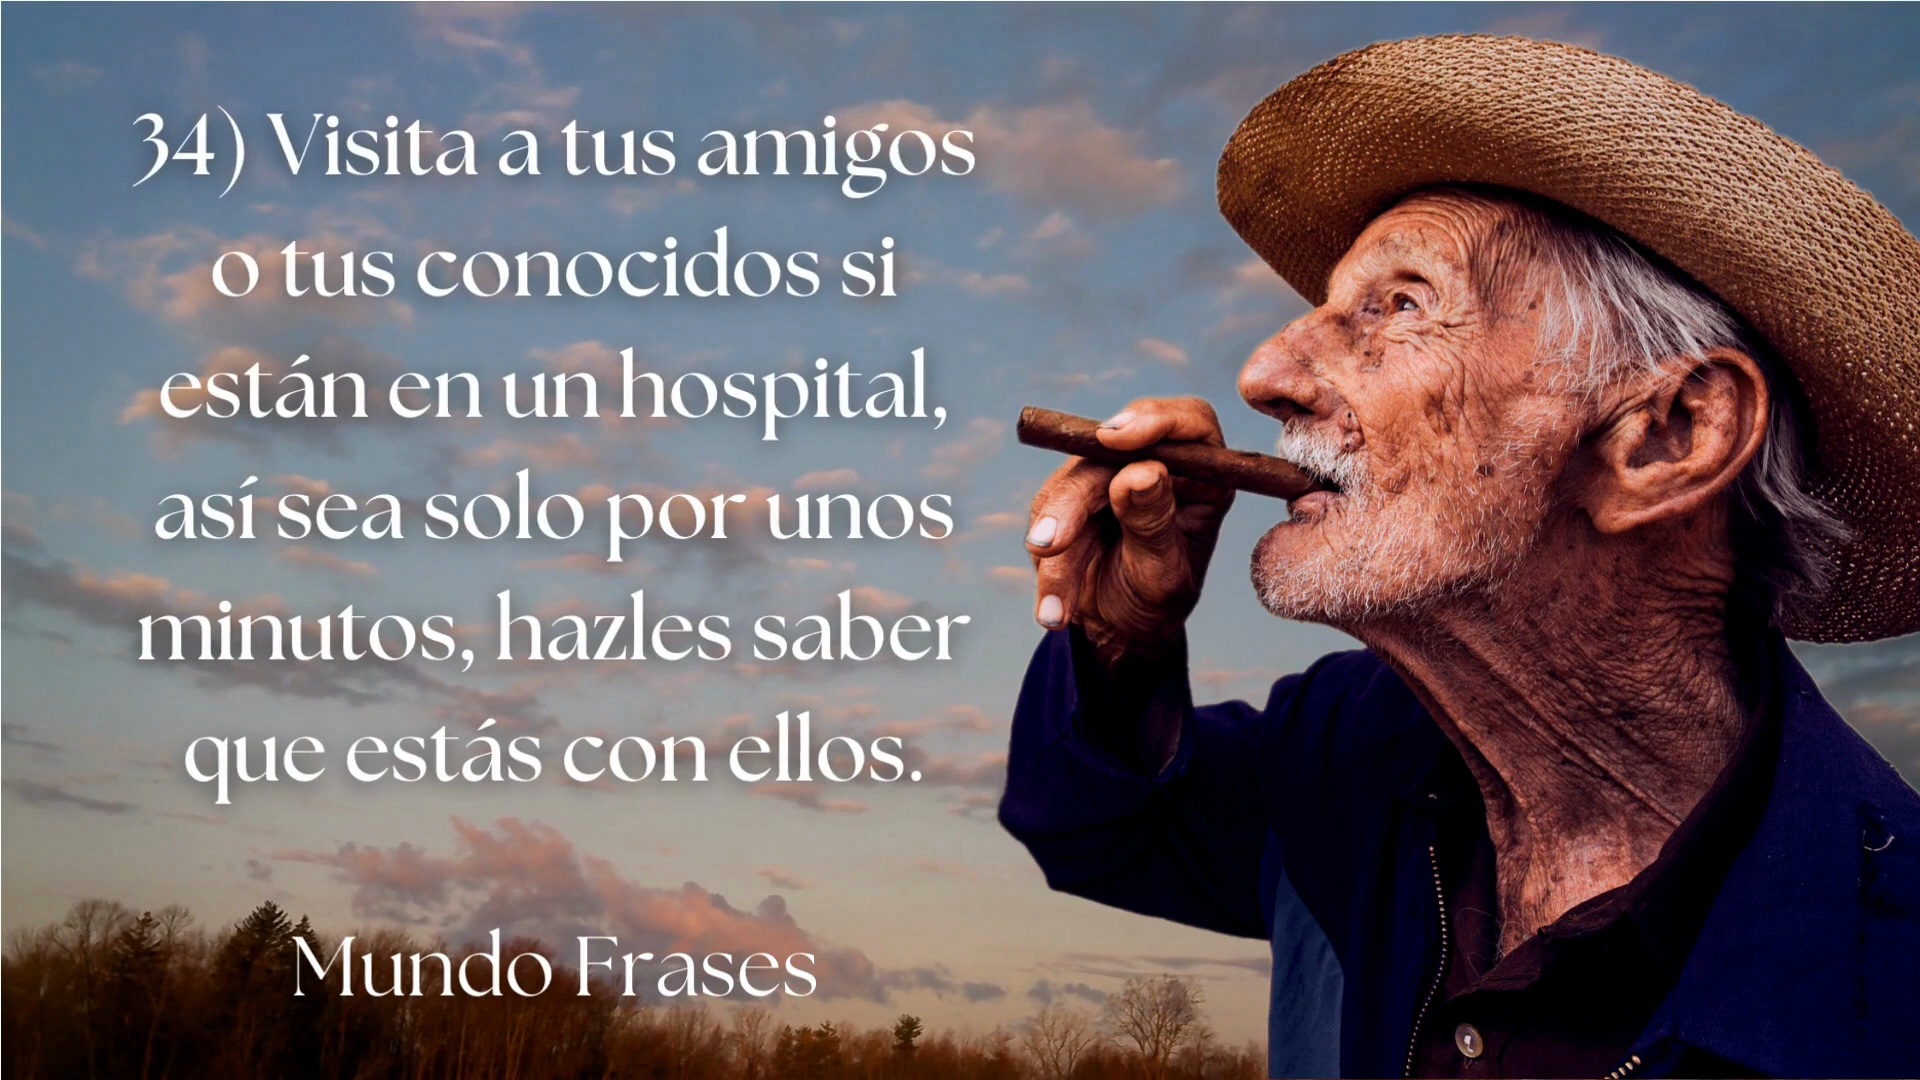 34) Visita a tus amigos
o tus conocidos si
están en un hospital,
así sea solo por unos
minutos, hazles saber
que estás con ellos.
Mundo Frases